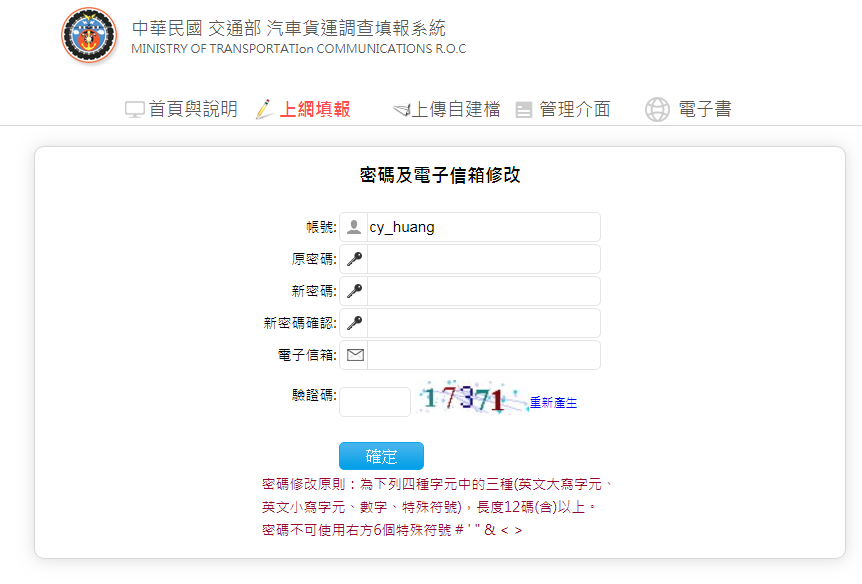 中華民國 交通部 汽車貨運調查填報系統
MINISTRY OF TRANSPORTATIon COMMUNICATIONS R.O.C
首頁與說明 上網填報 上傳自建檔 管理介面 電子書
密碼及電子信箱修改
帳號: cy_huang
原密碼:
新密碼:
新密碼確認:
電子信箱:
驗證碼: 17371 重新產生
確定
密碼修改原則：為下列四種字元中的三種(英文大寫字元、
英文小寫字元、數字、特殊符號)，長度12碼(含)以上。
密碼不可使用右方6個特殊符號 # ' " & < >